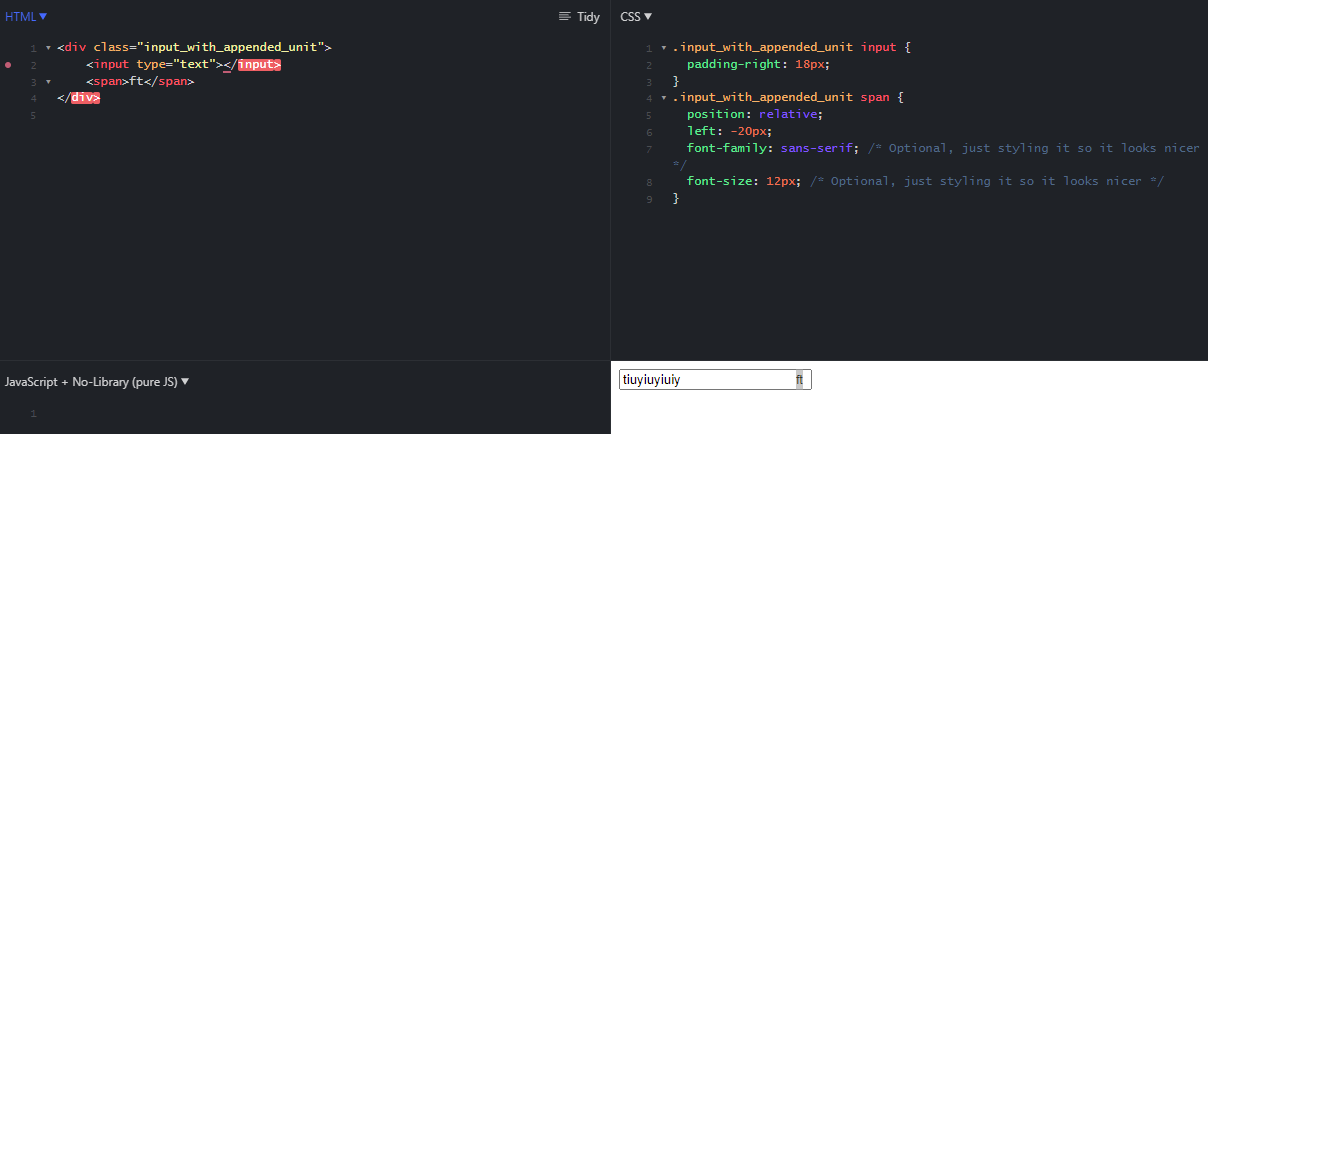 HTML ▼ Tidy
1 ▾ <div class="input_with_appended_unit">
2 <input type="text"></input>
3 ▾ <span>ft</span>
4 </div>
5
CSS ▼
1 ▾ .input_with_appended_unit input {
2 padding-right: 18px;
3 }
4 ▾ .input_with_appended_unit span {
5 position: relative;
6 left: -20px;
7 font-family: sans-serif; /* Optional, just styling it so it looks nicer
*/
8 font-size: 12px; /* Optional, just styling it so it looks nicer */
9 }
JavaScript + No-Library (pure JS) ▼
1
tiuyiuyiuiy ft